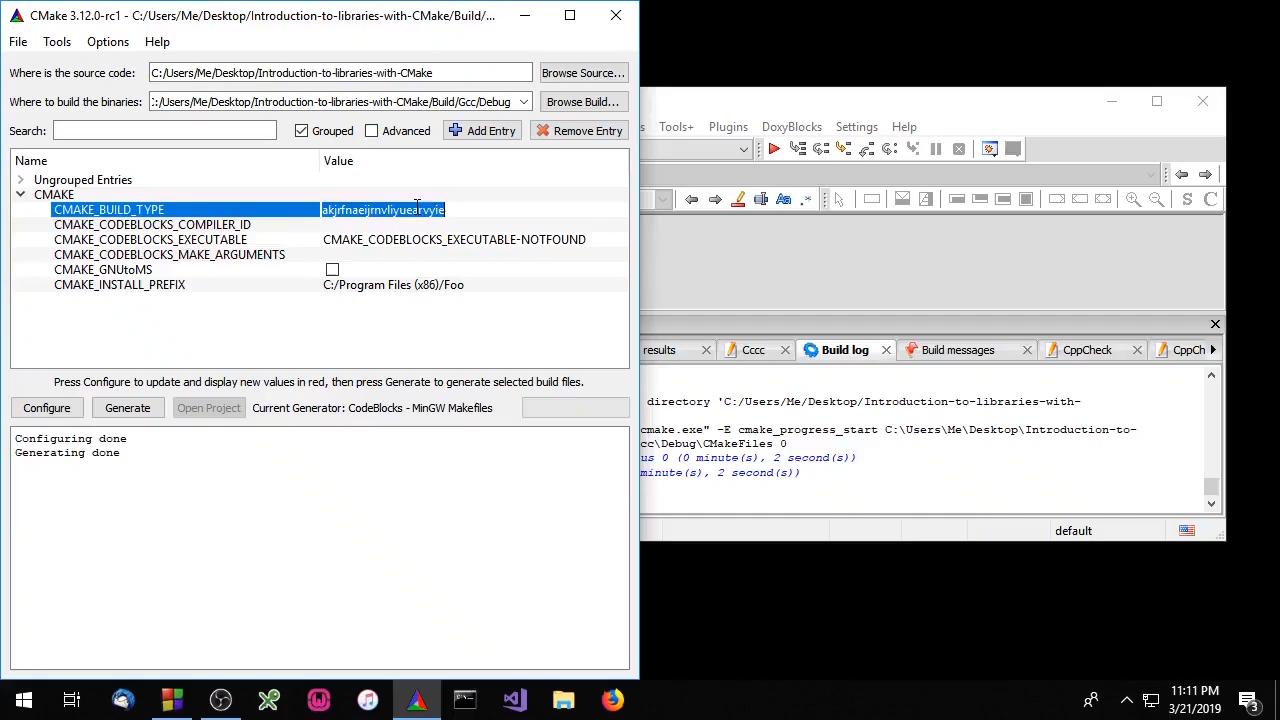 CMake 3.12.0-rc1 - C:/Users/Me/Desktop/Introduction-to-libraries-with-CMake/Build/...
File Tools Options Help
Where is the source code: C:/Users/Me/Desktop/Introduction-to-libraries-with-CMake Browse Source...
Where to build the binaries: :/Users/Me/Desktop/Introduction-to-libraries-with-CMake/Build/Gcc/Debug Browse Build...
Search: Grouped Advanced Add Entry Remove Entry
Name Value
Ungrouped Entries
CMAKE
CMAKE_BUILD_TYPE akjrfnaeijrnvliyuearvyie
CMAKE_CODEBLOCKS_COMPILER_ID
CMAKE_CODEBLOCKS_EXECUTABLE CMAKE_CODEBLOCKS_EXECUTABLE-NOTFOUND
CMAKE_CODEBLOCKS_MAKE_ARGUMENTS
CMAKE_GNUtoMS
CMAKE_INSTALL_PREFIX C:/Program Files (x86)/Foo
Press Configure to update and display new values in red, then press Generate to generate selected build files.
Configure Generate Open Project Current Generator: CodeBlocks - MinGW Makefiles
Configuring done
Generating done
s Tools+ Plugins DoxyBlocks Settings Help
Aa .* S C
results Cccc Build log Build messages CppCheck CppCh
directory 'C:/Users/Me/Desktop/Introduction-to-libraries-with-
cmake.exe" -E cmake_progress_start C:\Users\Me\Desktop\Introduction-to-
cc\Debug\CMakeFiles 0
us 0 (0 minute(s), 2 second(s))
minute(s), 2 second(s))
default
11:11 PM
3/21/2019
3